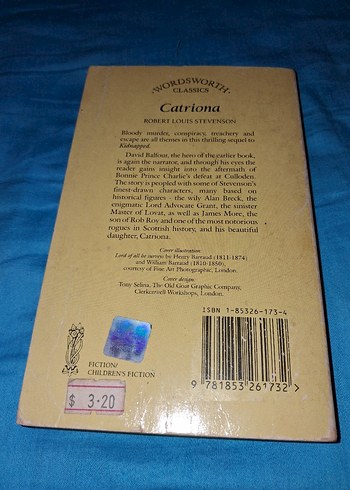 ·WORDSWORTH·
CLASSICS
Catriona
ROBERT LOUIS STEVENSON
Bloody murder, conspiracy, treachery and
escape are all themes in this thrilling sequel to
Kidnapped.
David Balfour, the hero of the earlier book,
is again the narrator, and through his eyes the
reader gains insight into the aftermath of
Bonnie Prince Charlie's defeat at Culloden.
The story is peopled with some of Stevenson's
finest-drawn characters, many based on
historical figures - the wily Alan Breck, the
enigmatic Lord Advocate Grant, the sinister
Master of Lovat, as well as James More, the
son of Rob Roy and one of the most notorious
rogues in Scottish history, and his beautiful
daughter, Catriona.
Cover illustration:
Lord of all he surveys by Henry Barraud (1811-1874)
and William Barraud (1810-1850),
courtesy of Fine Art Photographic, London.
Cover design:
Tony Selina, The Old Goat Graphic Company,
Clerkenwell Workshops, London.
ISBN 1-85326-173-4
9 781853 261732 >
FICTION/
CHILDREN'S FICTION
$ 3·20